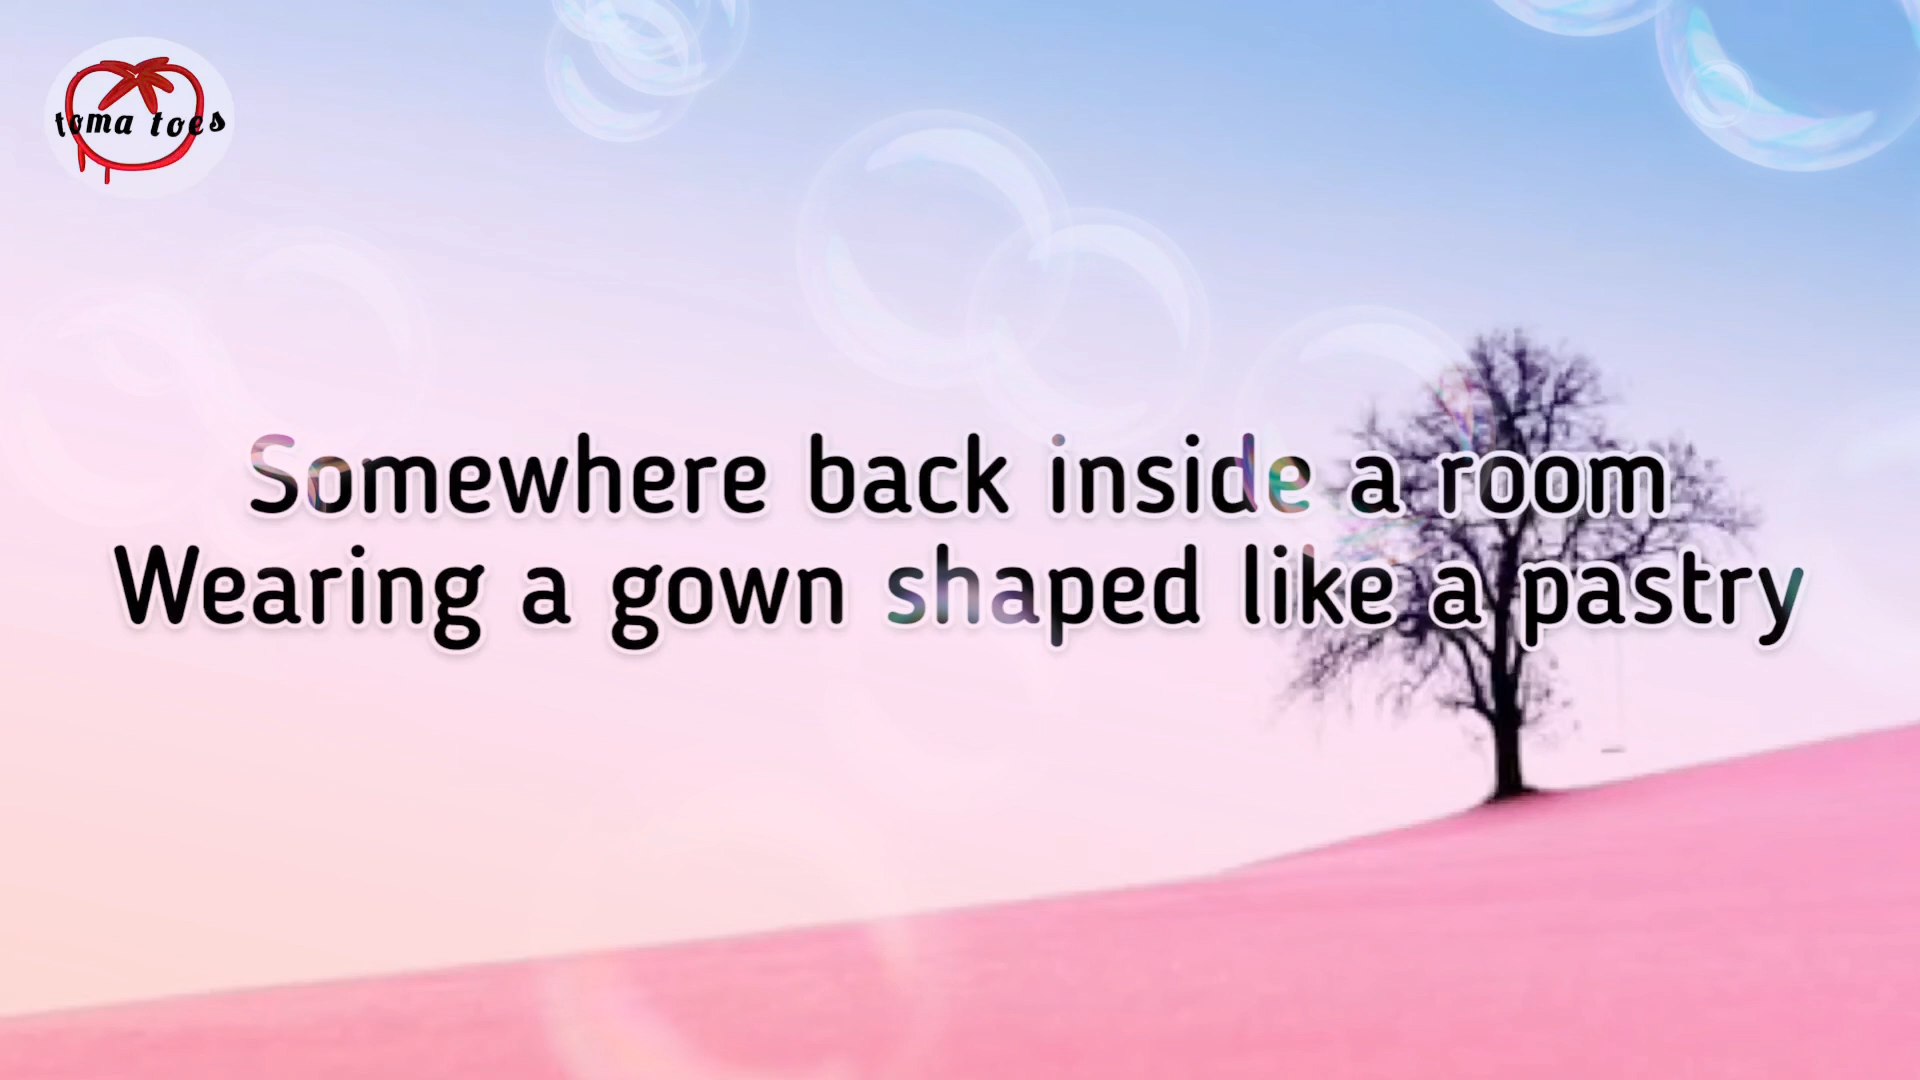 toma toes
Somewhere back inside a room
Wearing a gown shaped like a pastry